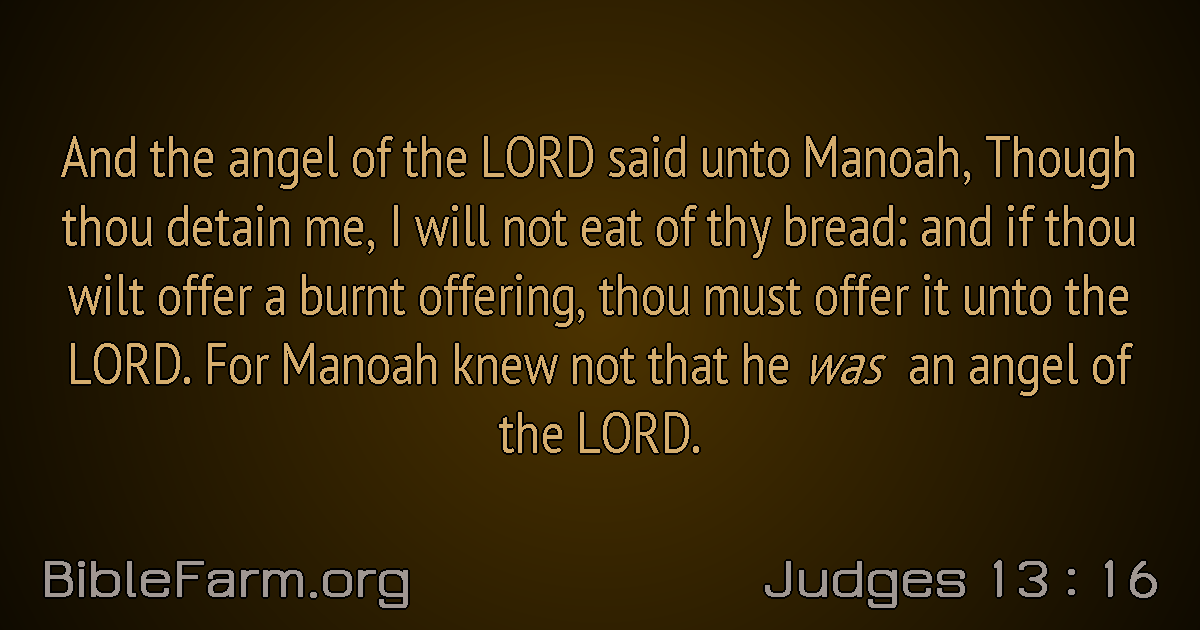 And the angel of the LORD said unto Manoah, Though
thou detain me, I will not eat of thy bread: and if thou
wilt offer a burnt offering, thou must offer it unto the
LORD. For Manoah knew not that he was an angel of
the LORD.
BibleFarm.org
Judges 13 : 16